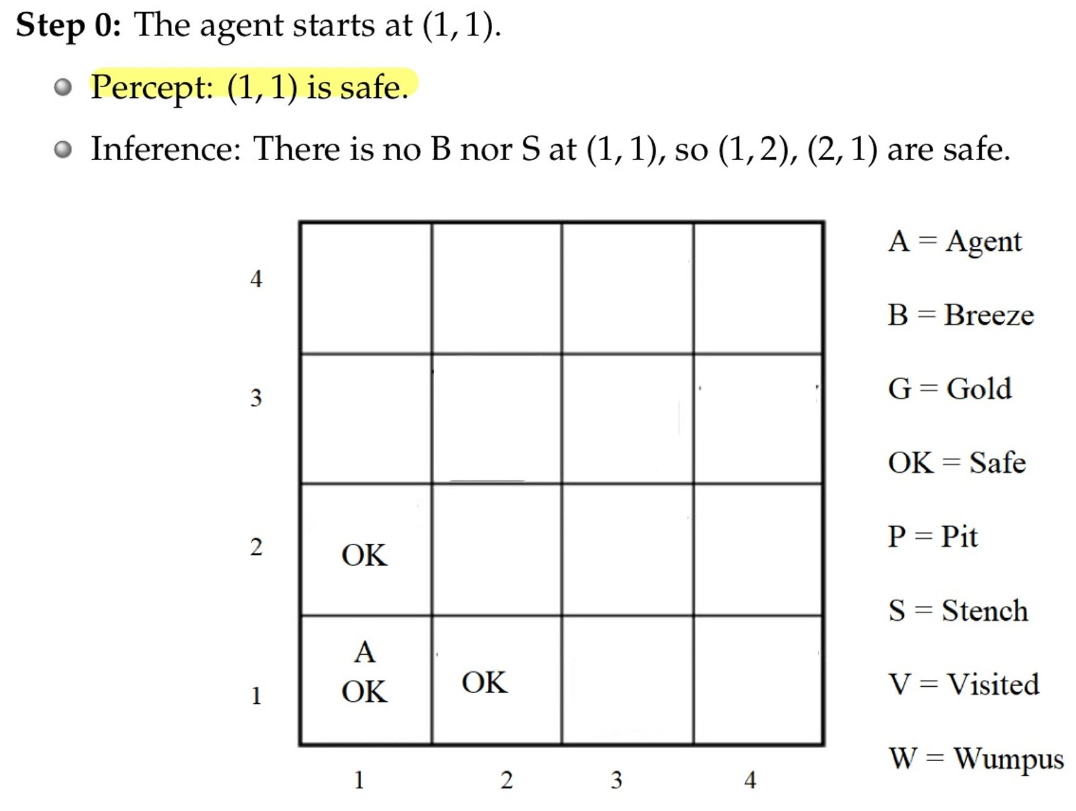 Step 0: The agent starts at (1, 1).
Percept: (1, 1) is safe.
Inference: There is no B nor S at (1, 1), so (1, 2), (2, 1) are safe.
4
3
2
1
OK
A
OK
OK
1
2
3
4
A = Agent
B = Breeze
G = Gold
OK = Safe
P = Pit
S = Stench
V = Visited
W = Wumpus